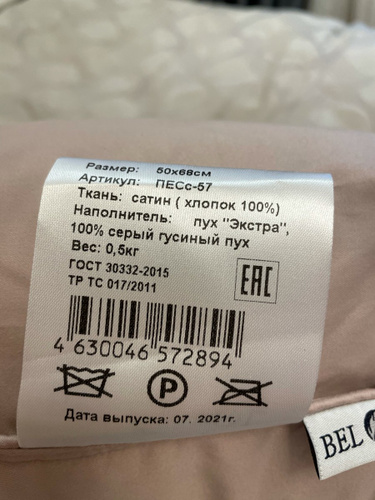 Размер: 50х68см
Артикул: ПЕСс-57
Ткань: сатин ( хлопок 100%)
Наполнитель: пух "Экстра",
100% серый гусиный пух
Вес: 0,5кг
ГОСТ 30332-2015
ТР ТС 017/2011
EAC
4 630046 572894
P
Дата выпуска: 07. 2021г.
BEL